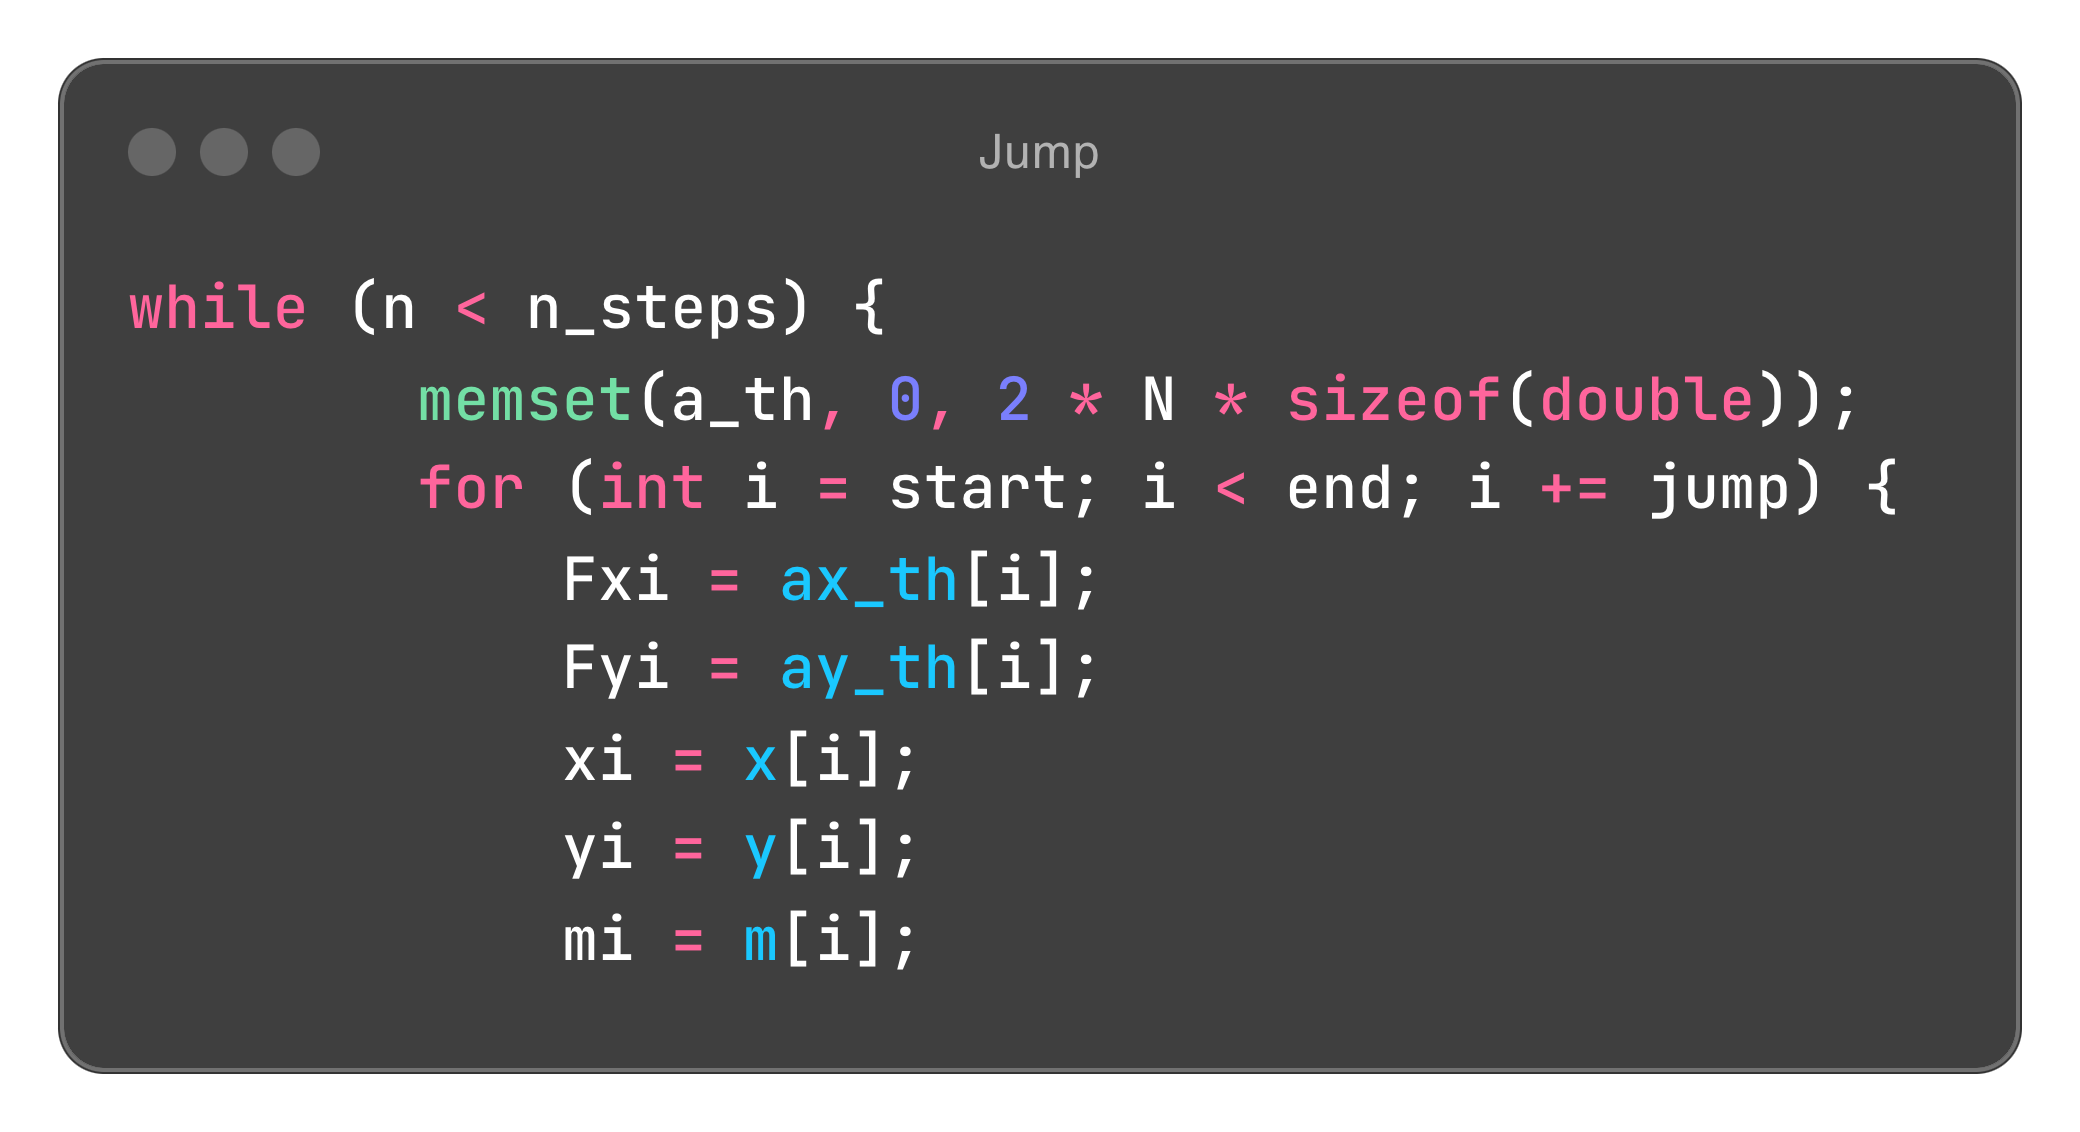 Jump
while (n < n_steps) {
        memset(a_th, 0, 2 * N * sizeof(double));
        for (int i = start; i < end; i += jump) {
            Fxi = ax_th[i];
            Fyi = ay_th[i];
            xi = x[i];
            yi = y[i];
            mi = m[i];